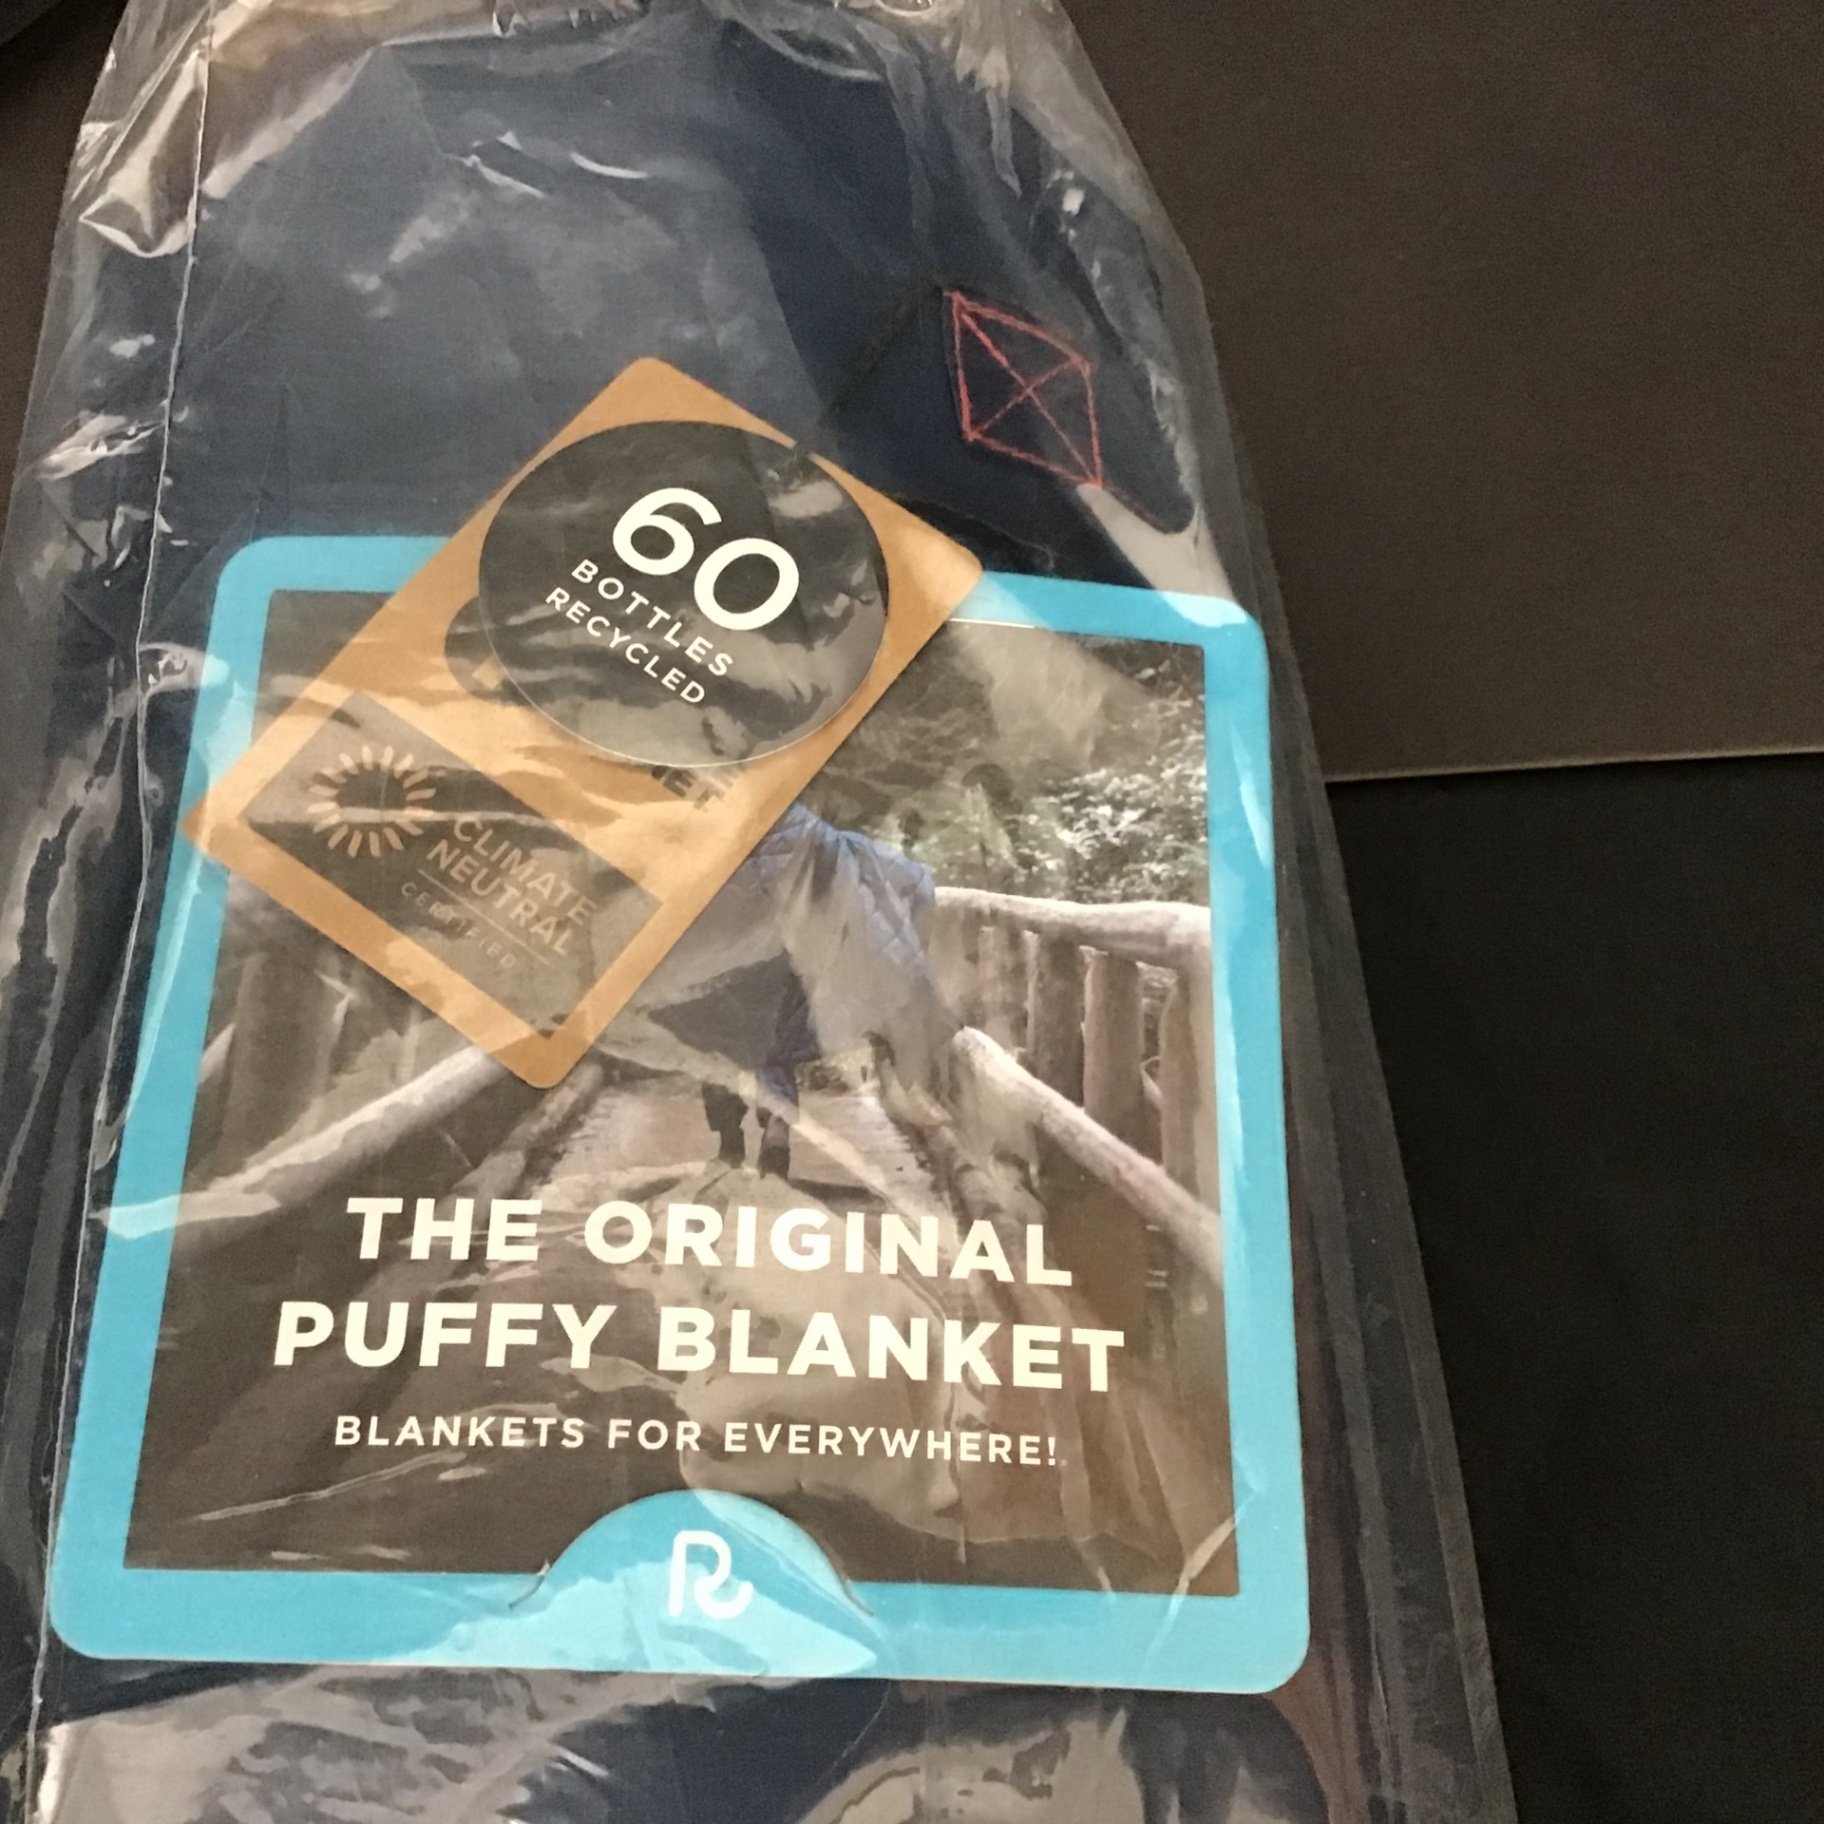 60
BOTTLES
RECYCLED
CLIMATE
NEUTRAL
CERTIFIED
THE ORIGINAL
PUFFY BLANKET
BLANKETS FOR EVERYWHERE!
R